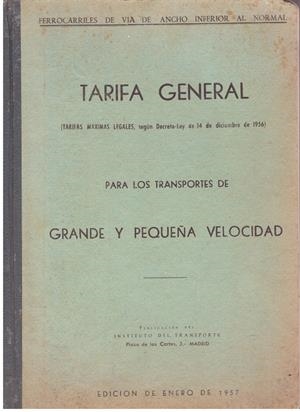 FERROCARRILES DE VIA DE ANCHO INFERIOR AL NORMAL
TARIFA GENERAL
(TARIFAS MAXIMAS LEGALES, según Decreto-Ley de 14 de diciembre de 1956)
PARA LOS TRANSPORTES DE
GRANDE Y PEQUEÑA VELOCIDAD
Publicación del
INSTITUTO DEL TRANSPORTE
Plaza de las Cortes, 3.- MADRID
EDICION DE ENERO DE 1957